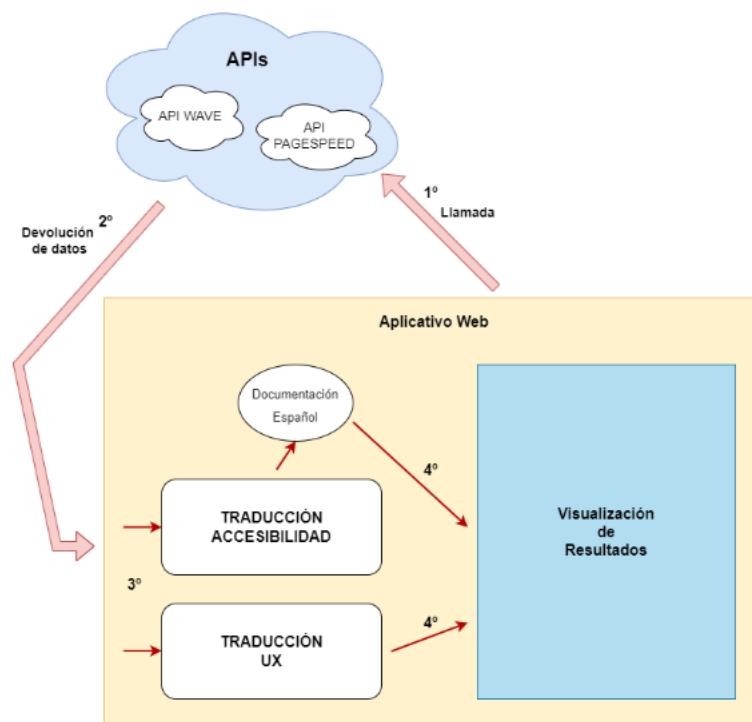 APIs
API WAVE
API
PAGESPEED
1º
Llamada
2º
Devolución
de datos
Aplicativo Web
Documentación
Español
4º
TRADUCCIÓN
ACCESIBILIDAD
Visualización
de
Resultados
3º
TRADUCCIÓN
UX
4º